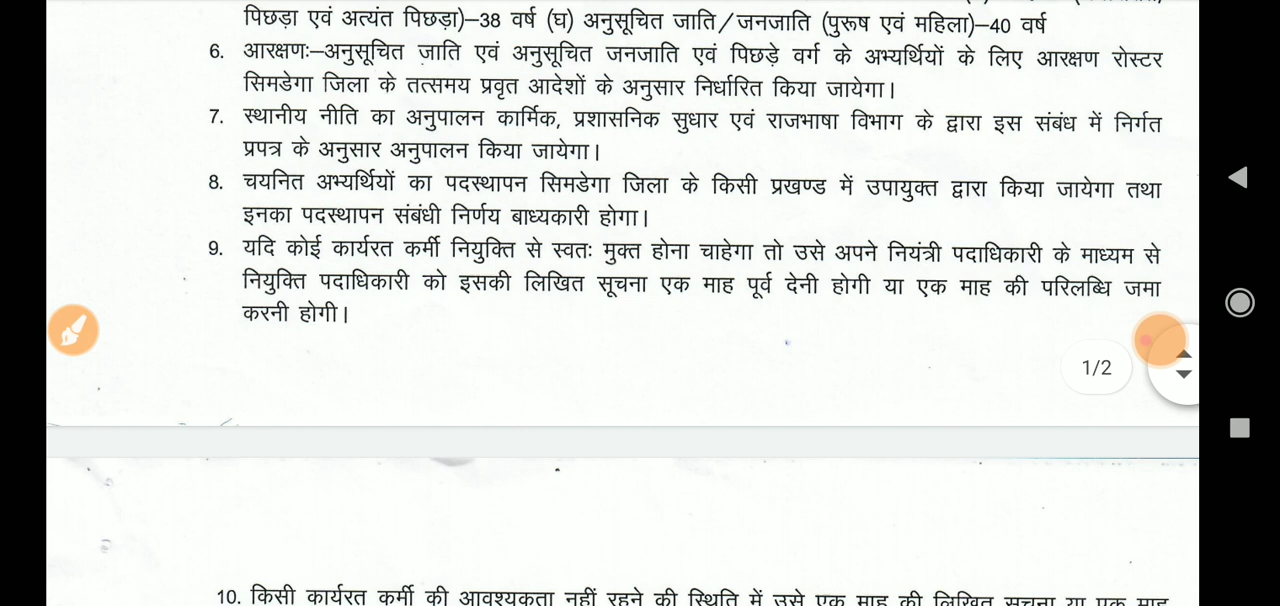 पिछड़ा एवं अत्यंत पिछड़ा)–38 वर्ष (घ) अनुसूचित जाति/जनजाति (पुरूष एवं महिला)–40 वर्ष
6. आरक्षणः–अनुसूचित जाति एवं अनुसूचित जनजाति एवं पिछड़े वर्ग के अभ्यर्थियों के लिए आरक्षण रोस्टर
सिमडेगा जिला के तत्समय प्रवृत आदेशों के अनुसार निर्धारित किया जायेगा।
7. स्थानीय नीति का अनुपालन कार्मिक, प्रशासनिक सुधार एवं राजभाषा विभाग के द्वारा इस संबंध में निर्गत
प्रपत्र के अनुसार अनुपालन किया जायेगा।
8. चयनित अभ्यर्थियों का पदस्थापन सिमडेगा जिला के किसी प्रखण्ड में उपायुक्त द्वारा किया जायेगा तथा
इनका पदस्थापन संबंधी निर्णय बाध्यकारी होगा।
9. यदि कोई कार्यरत कर्मी नियुक्ति से स्वतः मुक्त होना चाहेगा तो उसे अपने नियंत्री पदाधिकारी के माध्यम से
नियुक्ति पदाधिकारी को इसकी लिखित सूचना एक माह पूर्व देनी होगी या एक माह की परिलब्धि जमा
करनी होगी।
1/2
10. किसी कार्यरत कर्मी की आवश्यकता नहीं रहने की स्थिति में उसे एक माह की लिखित सूचना या एक माह